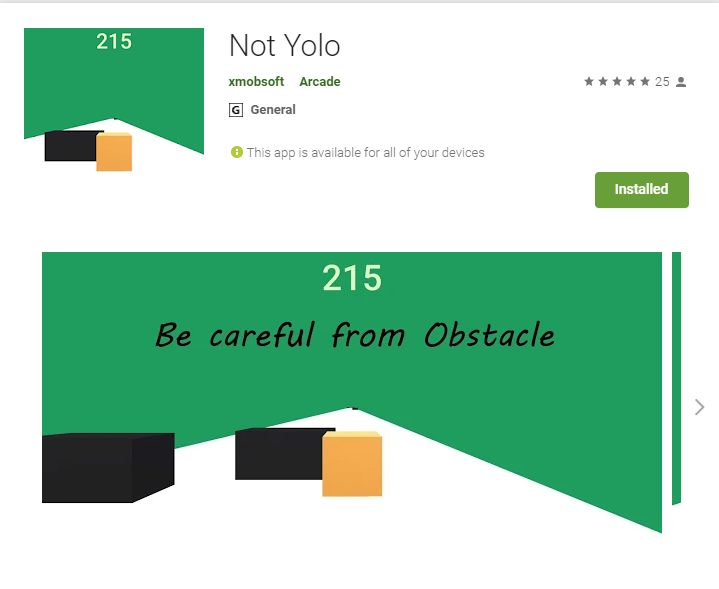 215
Not Yolo
xmobsoft Arcade
25
G General
This app is available for all of your devices
Installed
215
Be careful from Obstacle